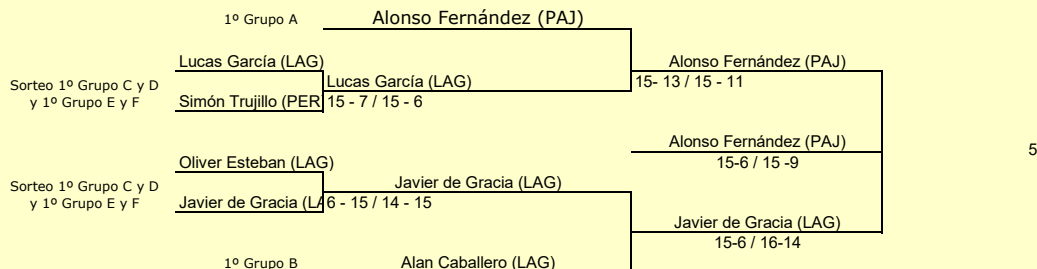 1º Grupo A Alonso Fernández (PAJ)
Lucas García (LAG) Alonso Fernández (PAJ)
Sorteo 1º Grupo C y D Lucas García (LAG) 15- 13 / 15 - 11
y 1º Grupo E y F Simón Trujillo (PER 15 - 7 / 15 - 6
Alonso Fernández (PAJ)
Oliver Esteban (LAG) 15-6 / 15 -9 5
Sorteo 1º Grupo C y D Javier de Gracia (LAG)
y 1º Grupo E y F Javier de Gracia (LA 6 - 15 / 14 - 15
Javier de Gracia (LAG)
15-6 / 16-14
1º Grupo B Alan Caballero (LAG)